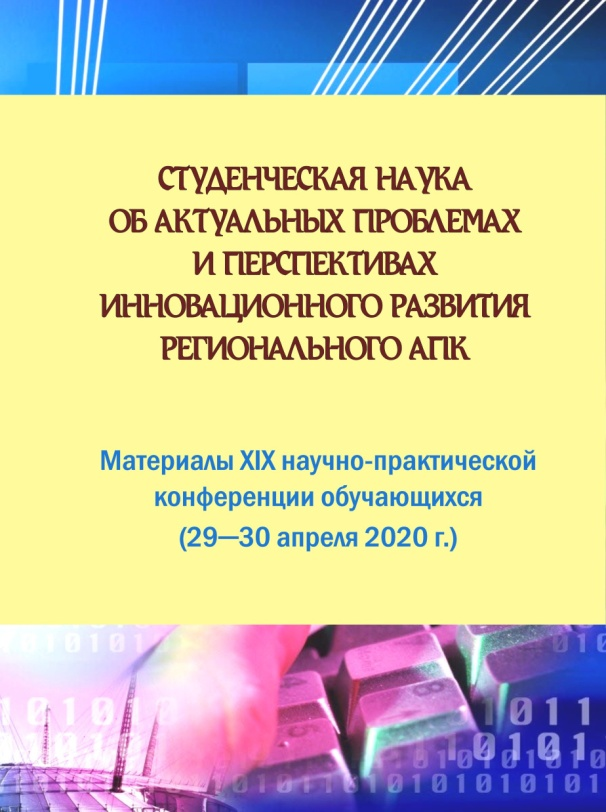 СТУДЕНЧЕСКАЯ НАУКА
ОБ АКТУАЛЬНЫХ ПРОБЛЕМАХ
И ПЕРСПЕКТИВАХ
ИННОВАЦИОННОГО РАЗВИТИЯ
РЕГИОНАЛЬНОГО АПК
Материалы XIX научно-практической
конференции обучающихся
(29—30 апреля 2020 г.)